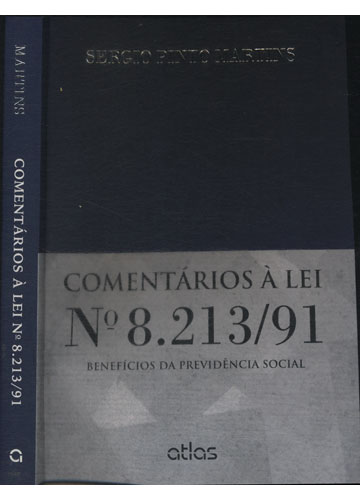 MARTINS
COMENTÁRIOS À LEI Nº 8.213/91
SERGIO PINTO MARTINS
COMENTÁRIOS À LEI
Nº 8.213/91
BENEFÍCIOS DA PREVIDÊNCIA SOCIAL
atlas